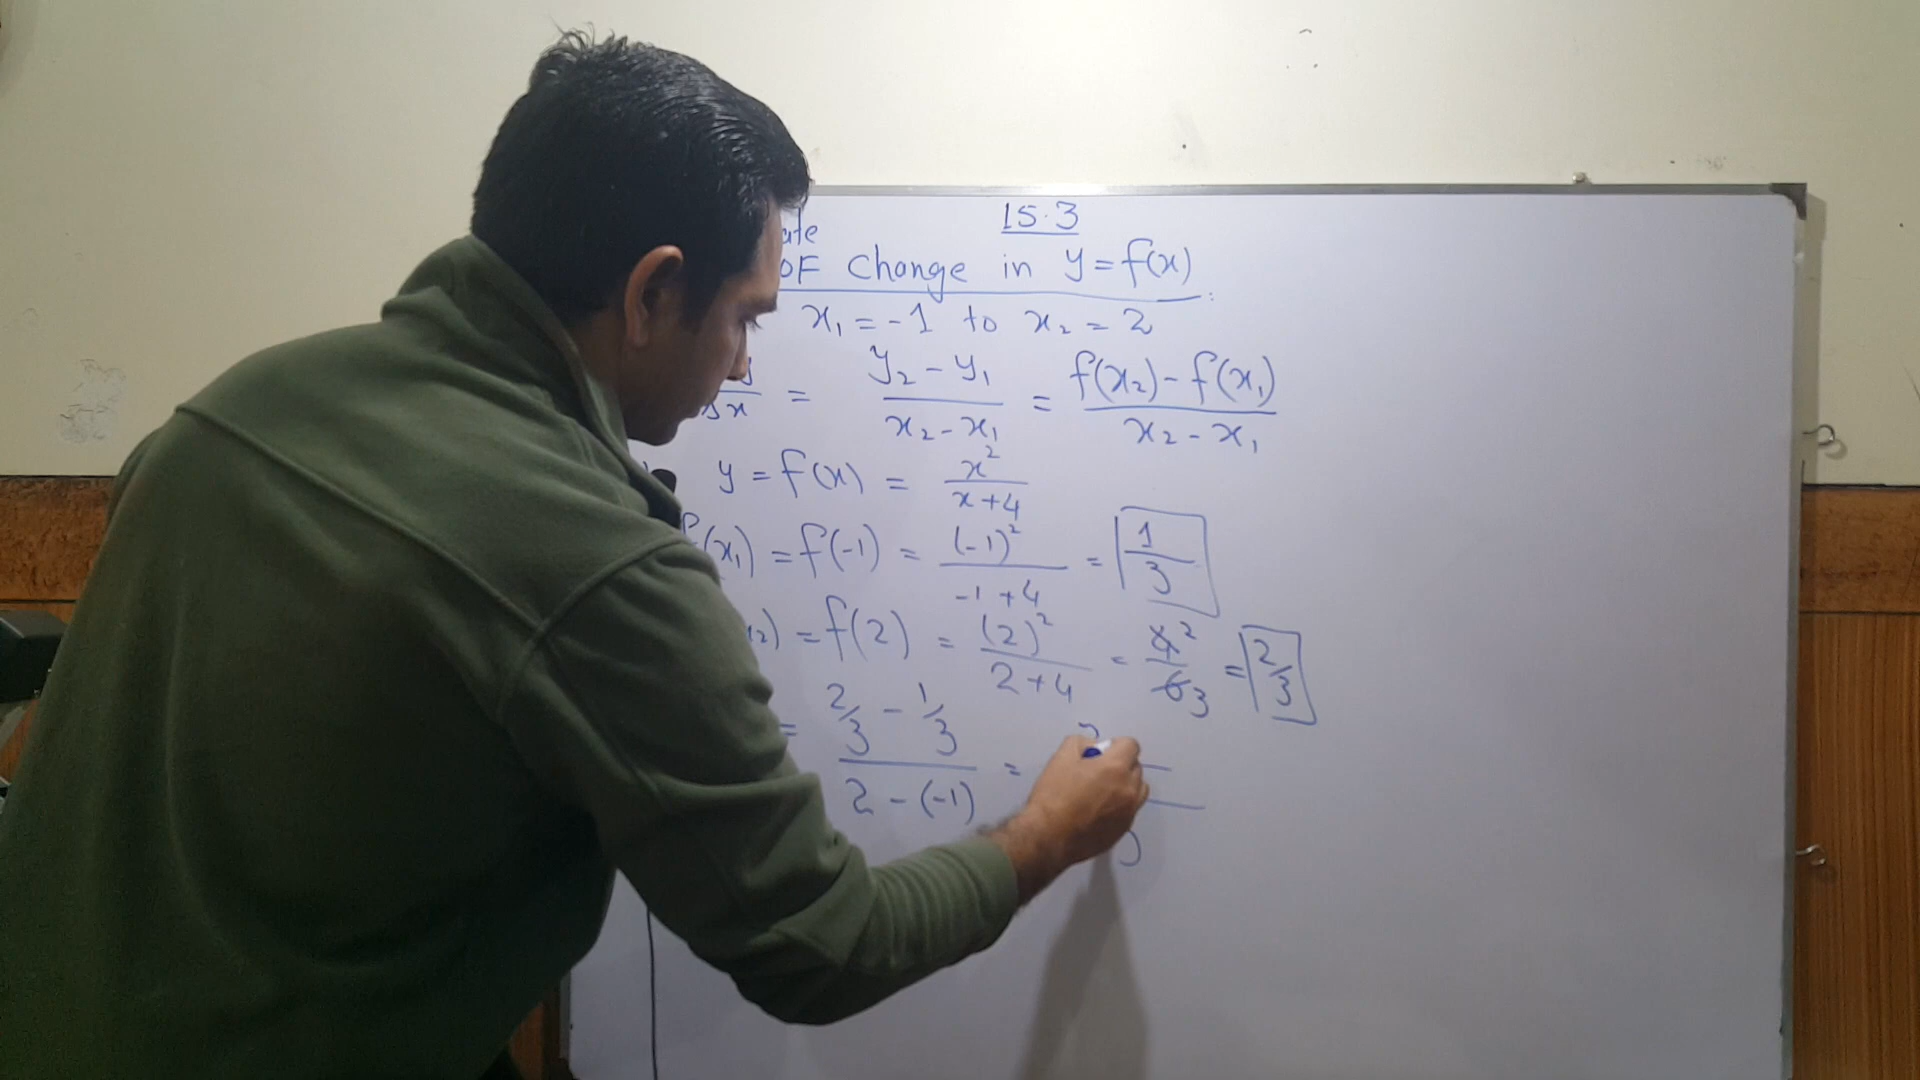 15.3
OF Change in y = f(x)
x₁ = -1 to x₂ = 2
= y₂ - y₁ / x₂ - x₁ = f(x₂) - f(x₁) / x₂ - x₁
y = f(x) = x² / x + 4
f(x₁) = f(-1) = (-1)² / -1 + 4 = 1 / 3
= f(2) = (2)² / 2 + 4 = 4 2 / 6 3 = 2/3
= 2/3 - 1/3 / 2 - (-1) =